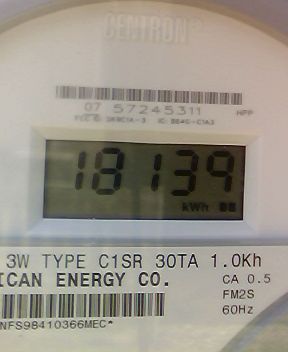 CENTRON®
07 57245311 HPP
18139
kWh
3W TYPE C1SR 30TA 1.0Kh
ICAN ENERGY CO. CA 0.5
FM2S
NFS98410366MEC* 60Hz